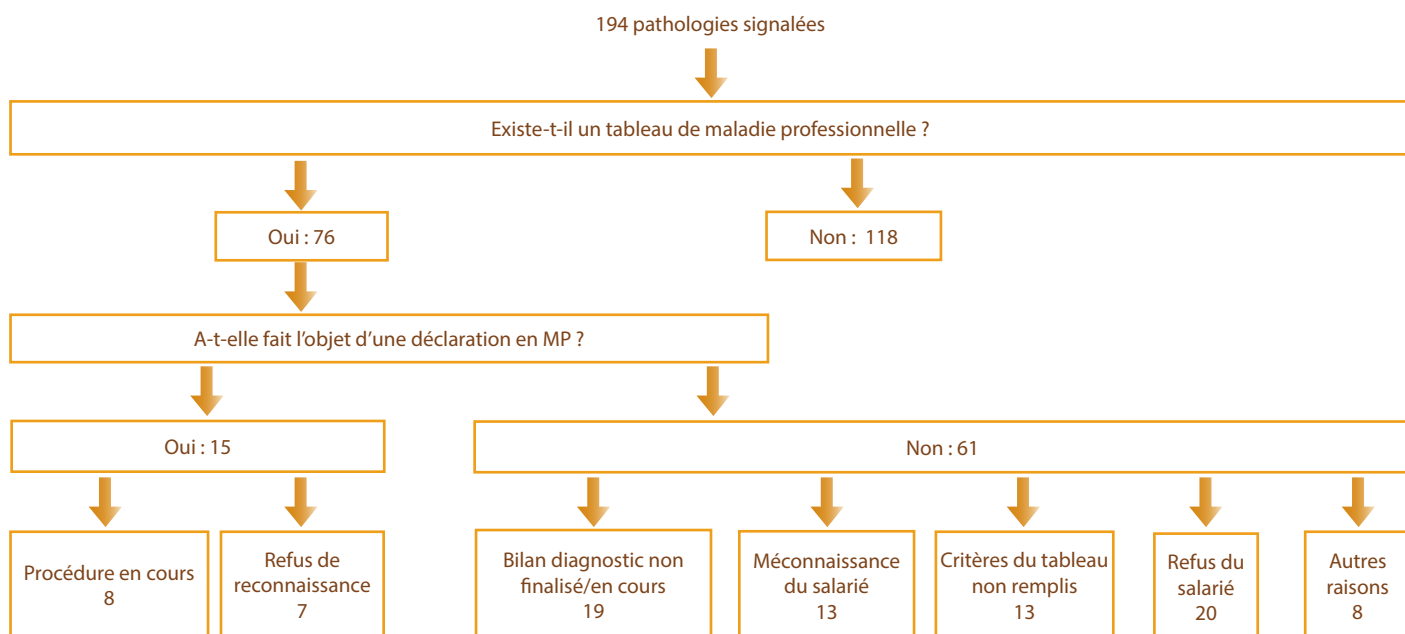 194 pathologies signalées
Existe-t-il un tableau de maladie professionnelle ?
Oui : 76
Non : 118
A-t-elle fait l’objet d’une déclaration en MP ?
Oui : 15
Non : 61
Procédure en cours
8
Refus de
reconnaissance
7
Bilan diagnostic non
finalisé/en cours
19
Méconnaissance
du salarié
13
Critères du tableau
non remplis
13
Refus du
salarié
20
Autres
raisons
8